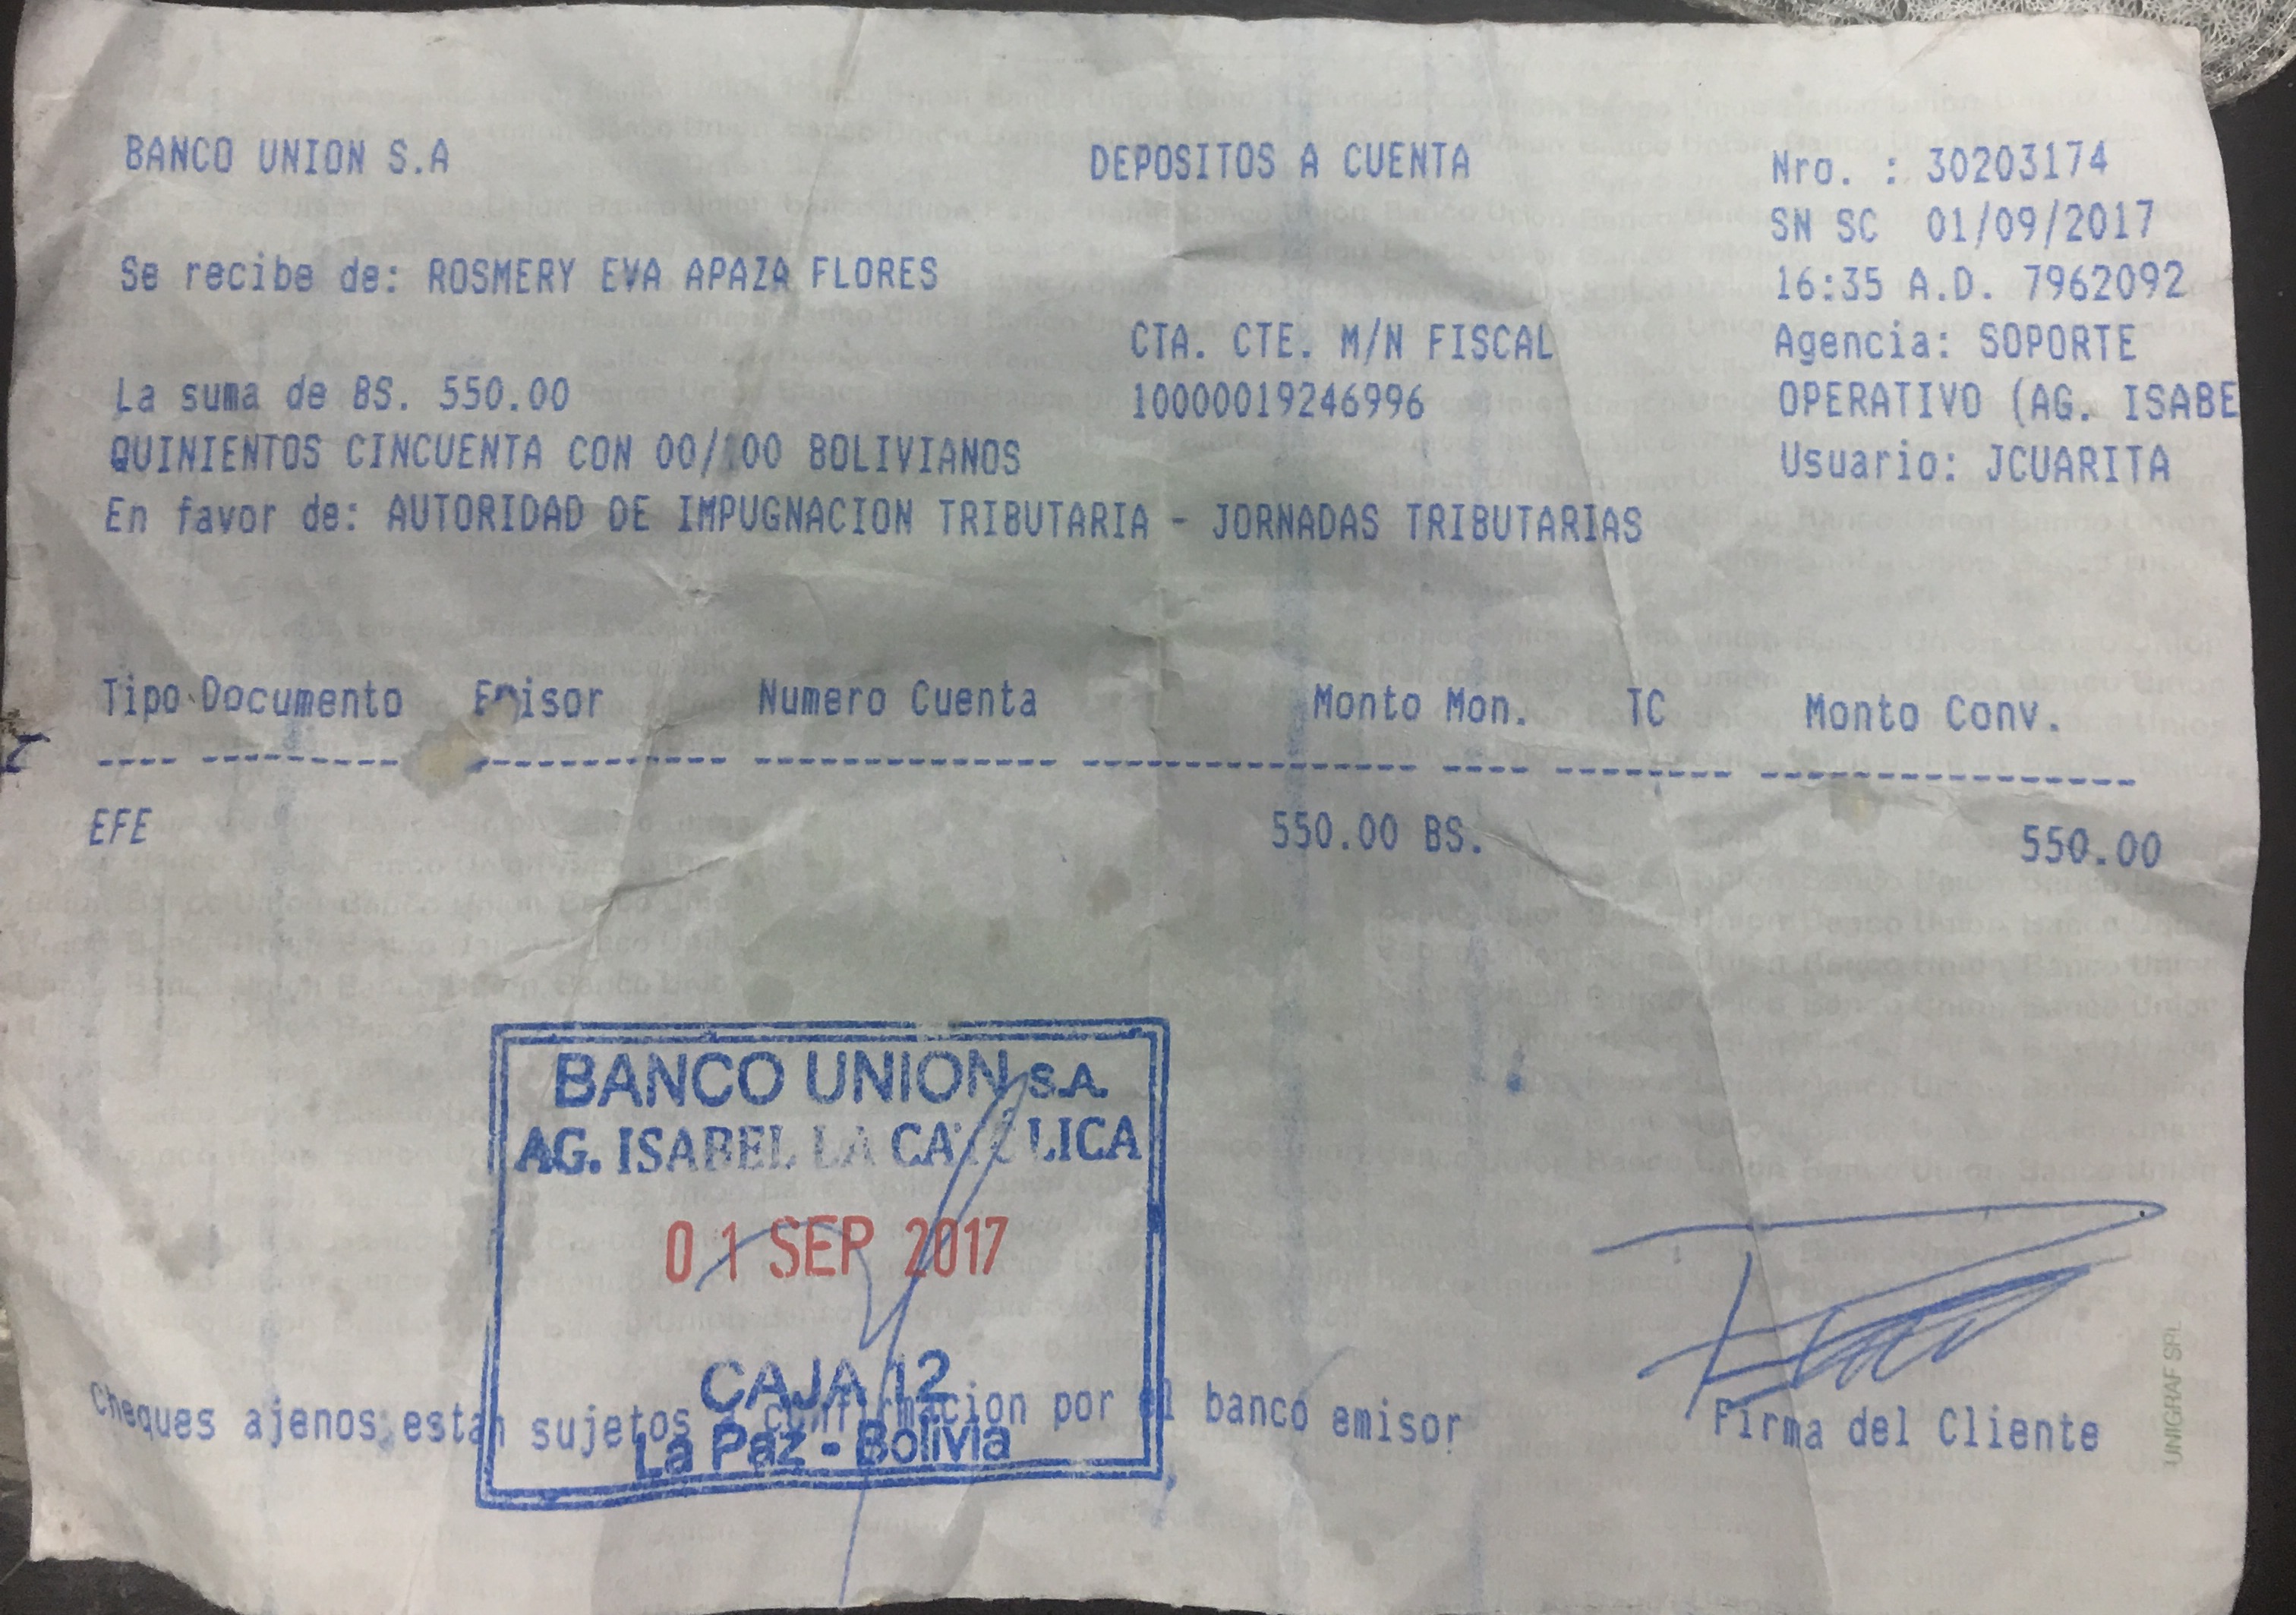 BANCO UNION S.A DEPOSITOS A CUENTA Nro. : 30203174
SN SC 01/09/2017
Se recibe de: ROSMERY EVA APAZA FLORES 16:35 A.D. 7962092
CTA. CTE. M/N FISCAL Agencia: SOPORTE
La suma de BS. 550.00 10000019246996 OPERATIVO (AG. ISABE
QUINIENTOS CINCUENTA CON 00/100 BOLIVIANOS Usuario: JCUARITA
En favor de: AUTORIDAD DE IMPUGNACION TRIBUTARIA - JORNADAS TRIBUTARIAS
Tipo Documento Emisor Numero Cuenta Monto Mon. TC Monto Conv.
EFE 550.00 BS. 550.00
BANCO UNION S.A.
AG. ISABEL LA CATOLICA
01 SEP 2017
CAJA 12
La Paz - Bolivia
Cheques ajenos estan sujetos a confirmacion por el banco emisor
Firma del Cliente
UNIGRAF SRL